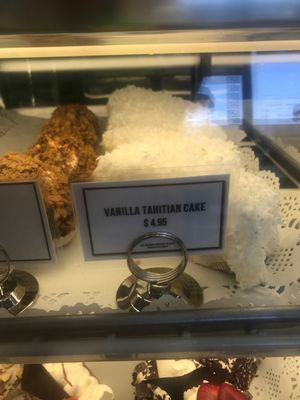 VANILLA TAHITIAN CAKE
$ 4.95